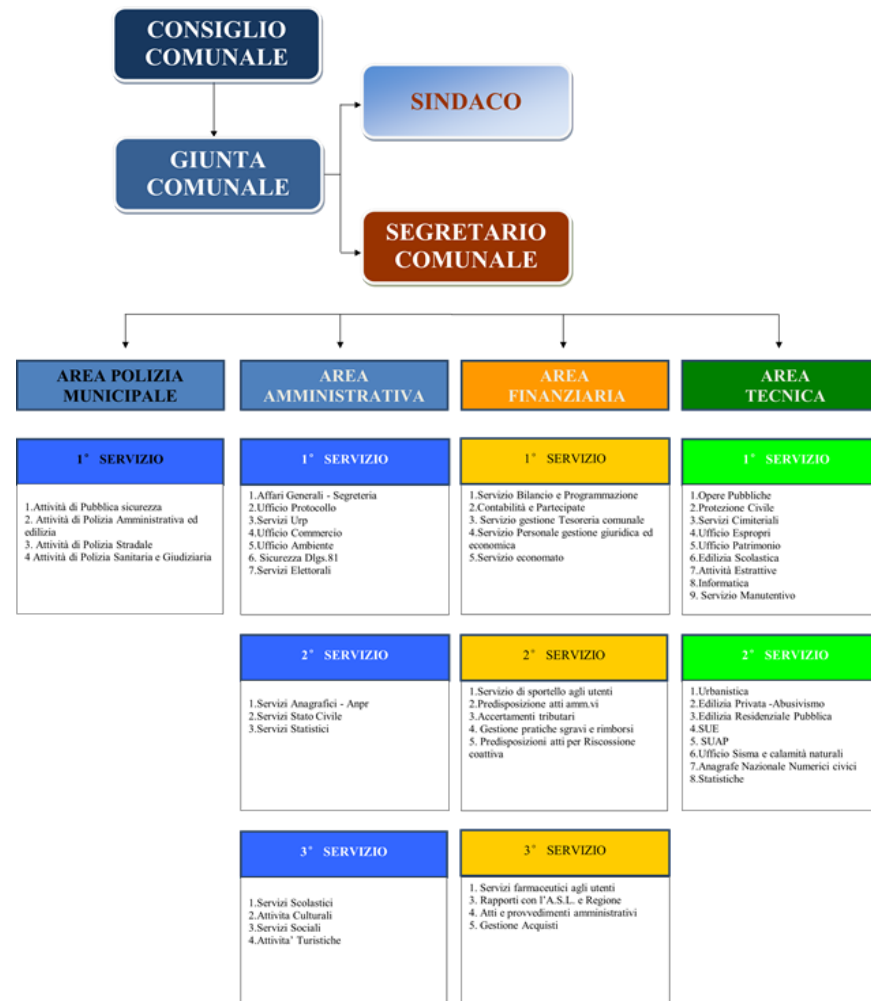 CONSIGLIO
COMUNALE
SINDACO
GIUNTA
COMUNALE
SEGRETARIO
COMUNALE
AREA POLIZIA
MUNICIPALE
1° SERVIZIO
1.Attività di Pubblica sicurezza
2. Attività di Polizia Amministrativa ed
edilizia
3. Attività di Polizia Stradale
4 Attività di Polizia Sanitaria e Giudiziaria
AREA
AMMINISTRATIVA
1° SERVIZIO
1.Affari Generali - Segreteria
2.Ufficio Protocollo
3.Servizi Urp
4.Ufficio Commercio
5.Ufficio Ambiente
6. Sicurezza Dlgs.81
7.Servizi Elettorali
2° SERVIZIO
1.Servizi Anagrafici - Anpr
2.Servizi Stato Civile
3.Servizi Statistici
3° SERVIZIO
1.Servizi Scolastici
2.Attivita Culturali
3.Servizi Sociali
4.Attivita' Turistiche
AREA
FINANZIARIA
1° SERVIZIO
1.Servizio Bilancio e Programmazione
2.Contabilità e Partecipate
3. Servizio gestione Tesoreria comunale
4.Servizio Personale gestione giuridica ed
economica
5.Servizio economato
2° SERVIZIO
1.Servizio di sportello agli utenti
2.Predisposizione atti amm.vi
3.Accertamenti tributari
4. Gestione pratiche sgravi e rimborsi
5. Predisposizioni atti per Riscossione
coattiva
3° SERVIZIO
1. Servizi farmaceutici agli utenti
3. Rapporti con l'A.S.L. e Regione
4. Atti e provvedimenti amministrativi
5. Gestione Acquisti
AREA
TECNICA
1° SERVIZIO
1.Opere Pubbliche
2.Protezione Civile
3.Servizi Cimiteriali
4.Ufficio Espropri
5.Ufficio Patrimonio
6.Edilizia Scolastica
7.Attività Estrattive
8.Informatica
9. Servizio Manutentivo
2° SERVIZIO
1.Urbanistica
2.Edilizia Privata -Abusivismo
3.Edilizia Residenziale Pubblica
4.SUE
5. SUAP
6.Ufficio Sisma e calamità naturali
7.Anagrafe Nazionale Numerici civici
8.Statistiche